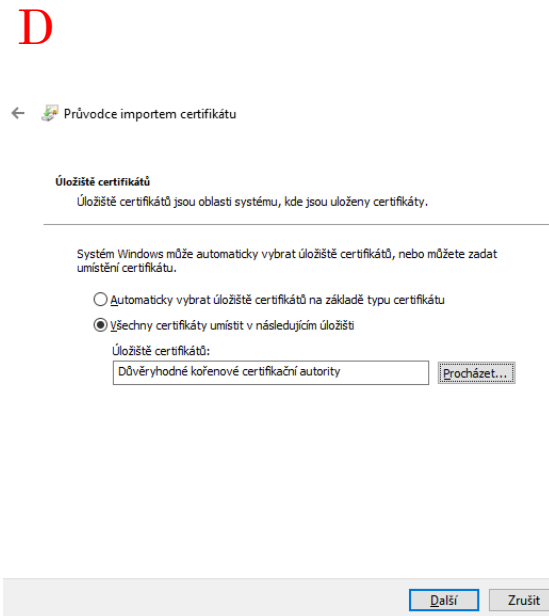 D
Průvodce importem certifikátu
Úložiště certifikátů
Úložiště certifikátů jsou oblasti systému, kde jsou uloženy certifikáty.
Systém Windows může automaticky vybrat úložiště certifikátů, nebo můžete zadat
umístění certifikátu.
Automaticky vybrat úložiště certifikátů na základě typu certifikátu
Všechny certifikáty umístit v následujícím úložišti
Úložiště certifikátů:
Důvěryhodné kořenové certifikační autority
Procházet...
Další
Zrušit